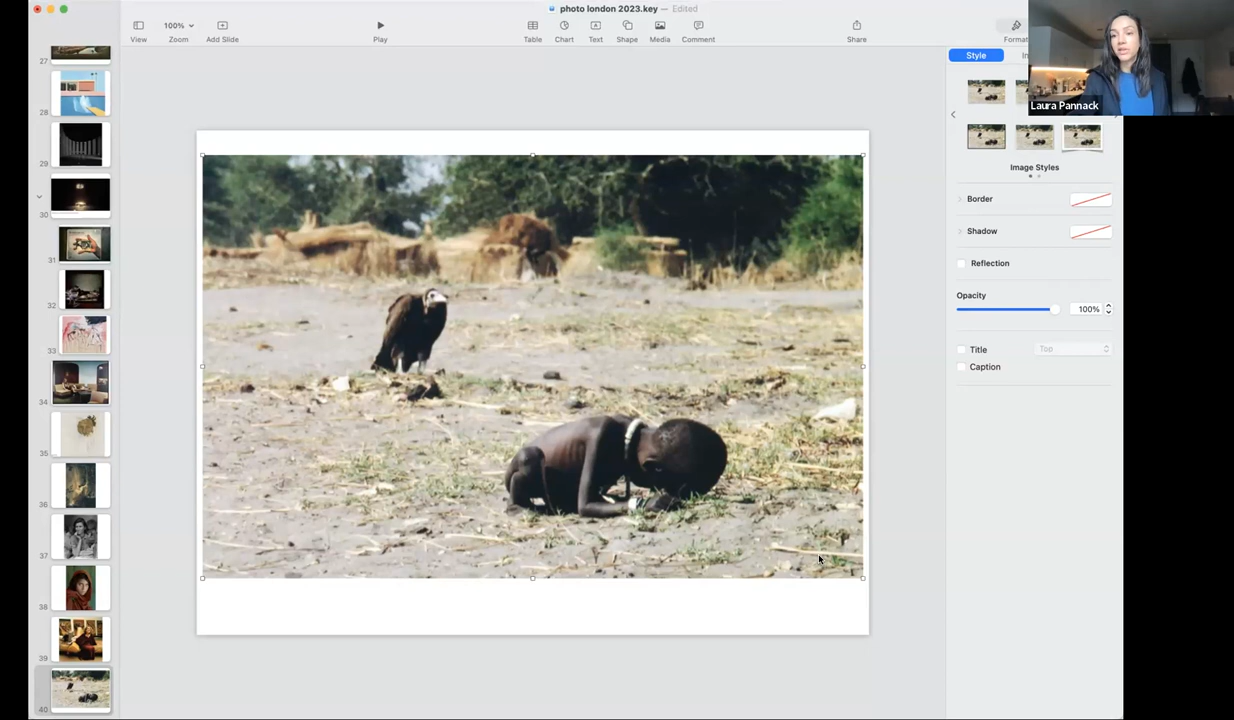 photo london 2023.key — Edited
100%
View
Zoom
Add Slide
Play
Table
Chart
Text
Shape
Media
Comment
Share
Format
Style
Laura Pannack
Image Styles
Border
Shadow
Reflection
Opacity
100%
Title
Top
Caption
27
28
29
30
31
32
33
34
35
36
37
38
39
40